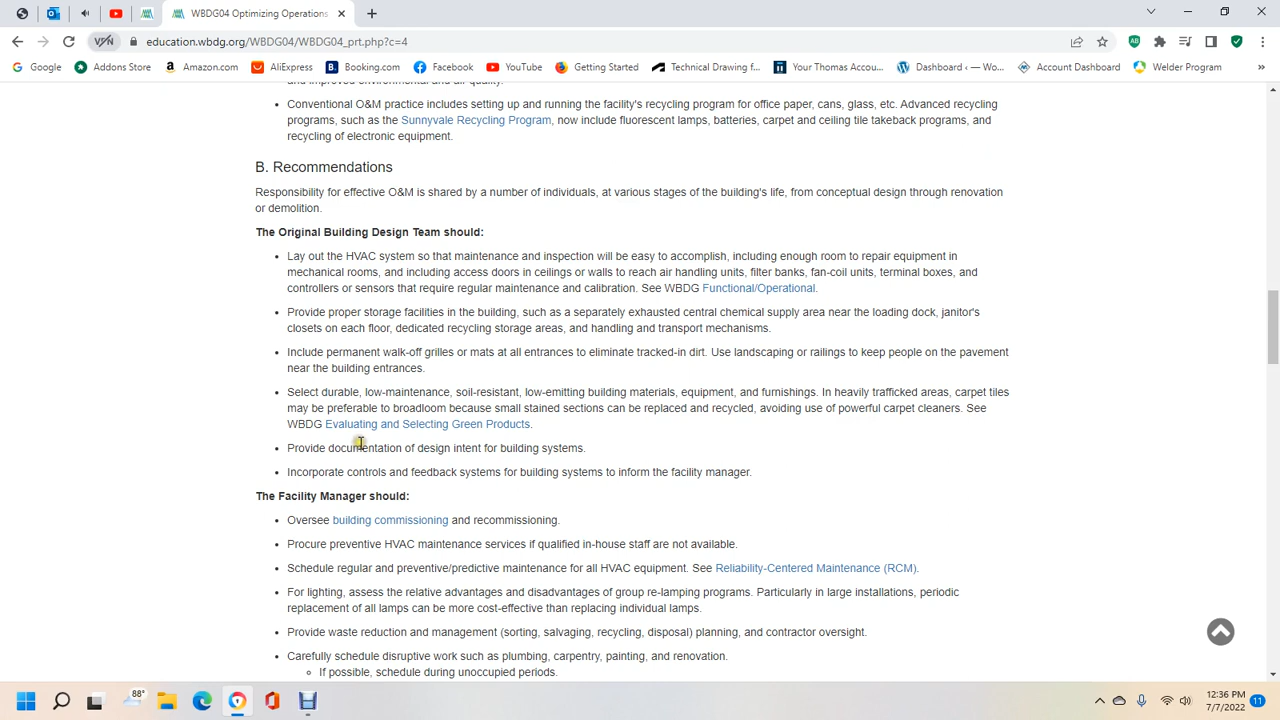 WBDG04 Optimizing Operations
education.wbdg.org/WBDG04/WBDG04_prt.php?c=4
Google Addons Store Amazon.com AliExpress Booking.com Facebook YouTube Getting Started Technical Drawing f... Your Thomas Accou... Dashboard ‹ — Wo... Account Dashboard Welder Program »
and improved environmental and air quality.
• Conventional O&M practice includes setting up and running the facility's recycling program for office paper, cans, glass, etc. Advanced recycling
programs, such as the Sunnyvale Recycling Program, now include fluorescent lamps, batteries, carpet and ceiling tile takeback programs, and
recycling of electronic equipment.
B. Recommendations
Responsibility for effective O&M is shared by a number of individuals, at various stages of the building's life, from conceptual design through renovation
or demolition.
The Original Building Design Team should:
• Lay out the HVAC system so that maintenance and inspection will be easy to accomplish, including enough room to repair equipment in
mechanical rooms, and including access doors in ceilings or walls to reach air handling units, filter banks, fan-coil units, terminal boxes, and
controllers or sensors that require regular maintenance and calibration. See WBDG Functional/Operational.
• Provide proper storage facilities in the building, such as a separately exhausted central chemical supply area near the loading dock, janitor's
closets on each floor, dedicated recycling storage areas, and handling and transport mechanisms.
• Include permanent walk-off grilles or mats at all entrances to eliminate tracked-in dirt. Use landscaping or railings to keep people on the pavement
near the building entrances.
• Select durable, low-maintenance, soil-resistant, low-emitting building materials, equipment, and furnishings. In heavily trafficked areas, carpet tiles
may be preferable to broadloom because small stained sections can be replaced and recycled, avoiding use of powerful carpet cleaners. See
WBDG Evaluating and Selecting Green Products.
• Provide documentation of design intent for building systems.
• Incorporate controls and feedback systems for building systems to inform the facility manager.
The Facility Manager should:
• Oversee building commissioning and recommissioning.
• Procure preventive HVAC maintenance services if qualified in-house staff are not available.
• Schedule regular and preventive/predictive maintenance for all HVAC equipment. See Reliability-Centered Maintenance (RCM).
• For lighting, assess the relative advantages and disadvantages of group re-lamping programs. Particularly in large installations, periodic
replacement of all lamps can be more cost-effective than replacing individual lamps.
• Provide waste reduction and management (sorting, salvaging, recycling, disposal) planning, and contractor oversight.
• Carefully schedule disruptive work such as plumbing, carpentry, painting, and renovation.
◦ If possible, schedule during unoccupied periods.
88°
12:36 PM
7/7/2022
11